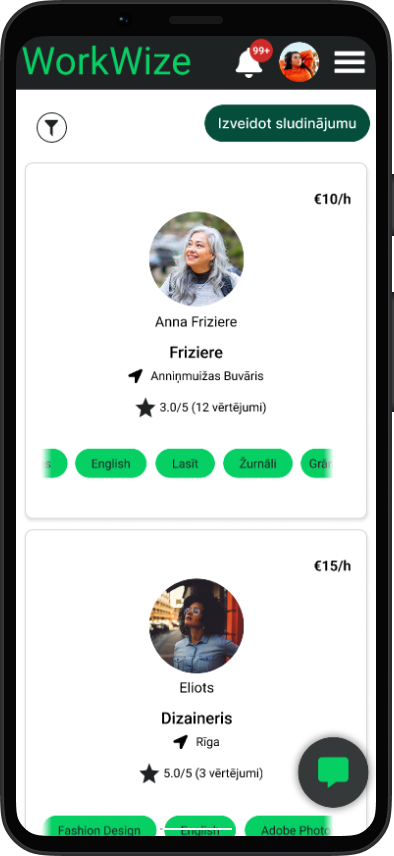 WorkWize
99+
Izveidot sludinājumu
€10/h
Anna Friziere
Friziere
Anniņmuižas Buvāris
3.0/5 (12 vērtējumi)
English Lasīt Žurnāli
€15/h
Eliots
Dizaineris
Rīga
5.0/5 (3 vērtējumi)
Fashion Design English Adobe Photo